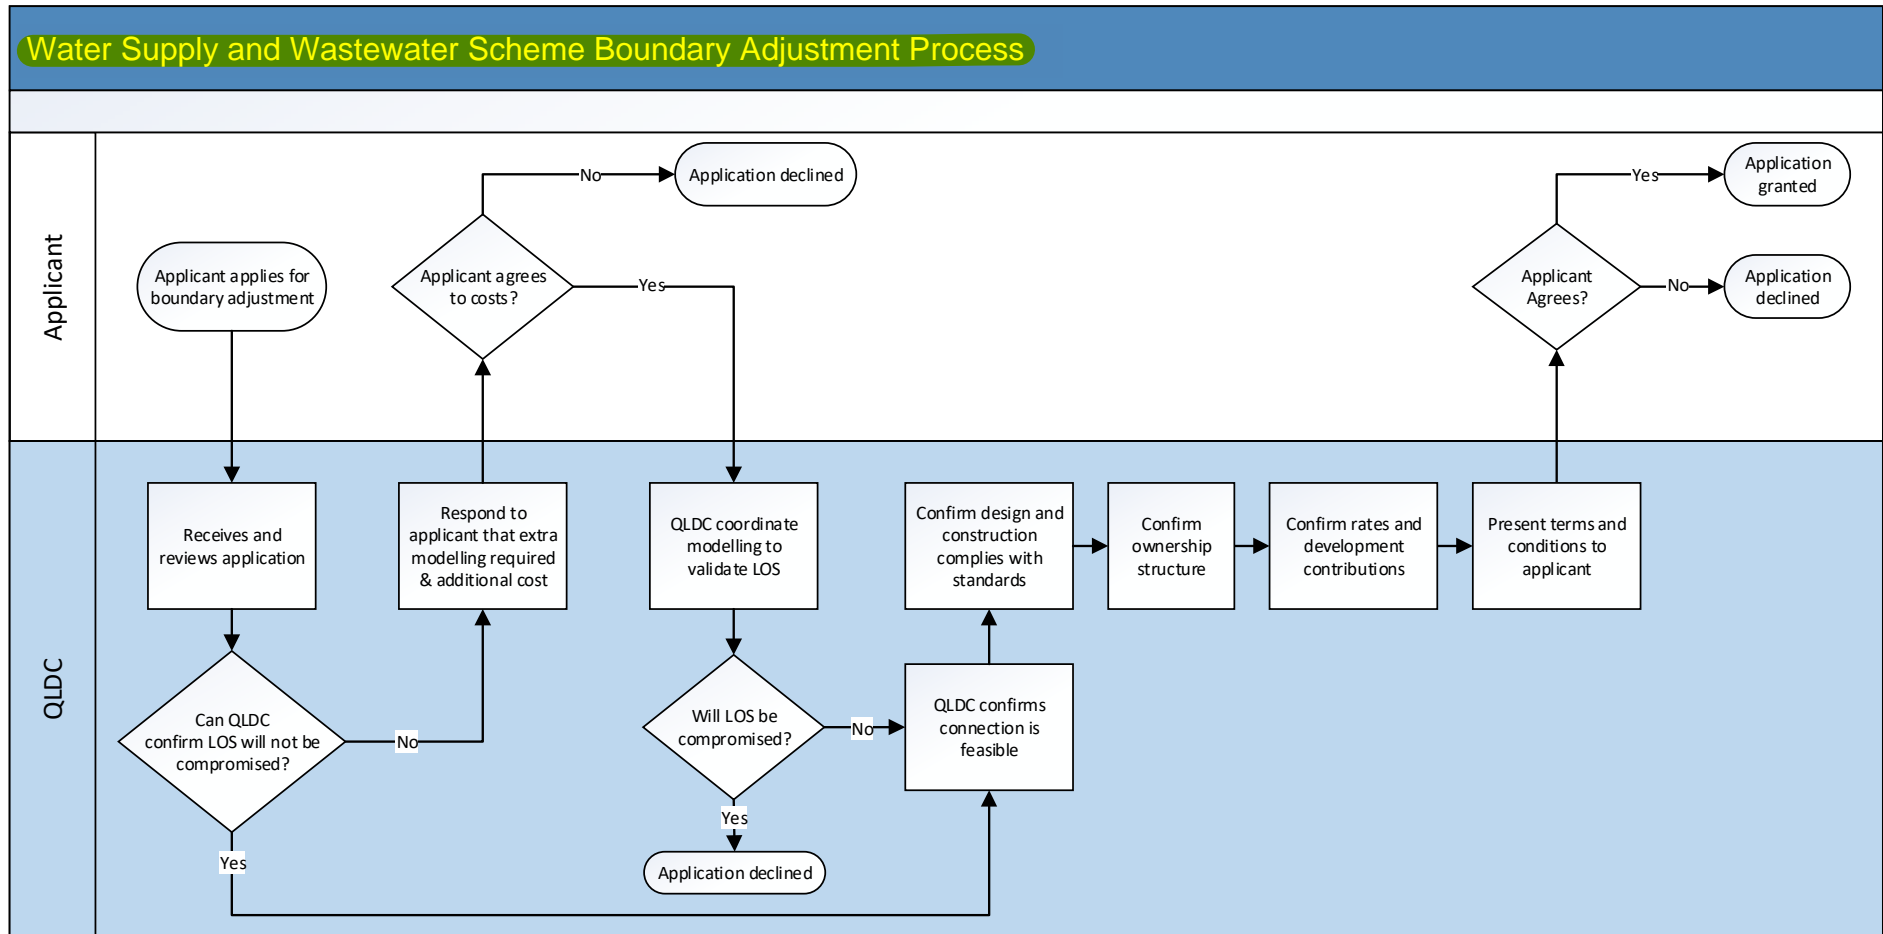 Water Supply and Wastewater Scheme Boundary Adjustment Process
Applicant
Applicant applies for
boundary adjustment
Applicant agrees
to costs?
No
Application declined
Yes
Applicant
Agrees?
Yes
Application
granted
No
Application
declined
QLDC
Receives and
reviews application
Can QLDC
confirm LOS will not be
compromised?
No
Yes
Respond to
applicant that extra
modelling required
& additional cost
QLDC coordinate
modelling to
validate LOS
Will LOS be
compromised?
No
Yes
Application declined
QLDC confirms
connection is
feasible
Confirm design and
construction
complies with
standards
Confirm
ownership
structure
Confirm rates and
development
contributions
Present terms and
conditions to
applicant